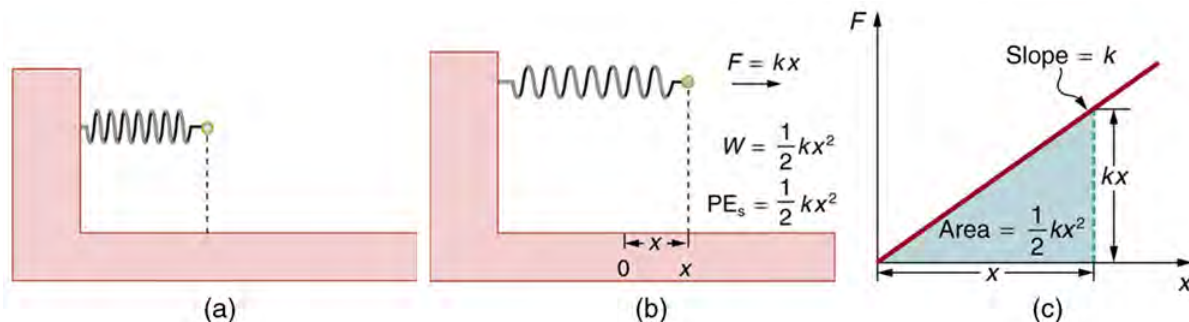 (a)
F = kx
W = 1/2 kx²
PEₛ = 1/2 kx²
x
0 x
(b)
F
Slope = k
kx
Area = 1/2 kx²
x
x
(c)